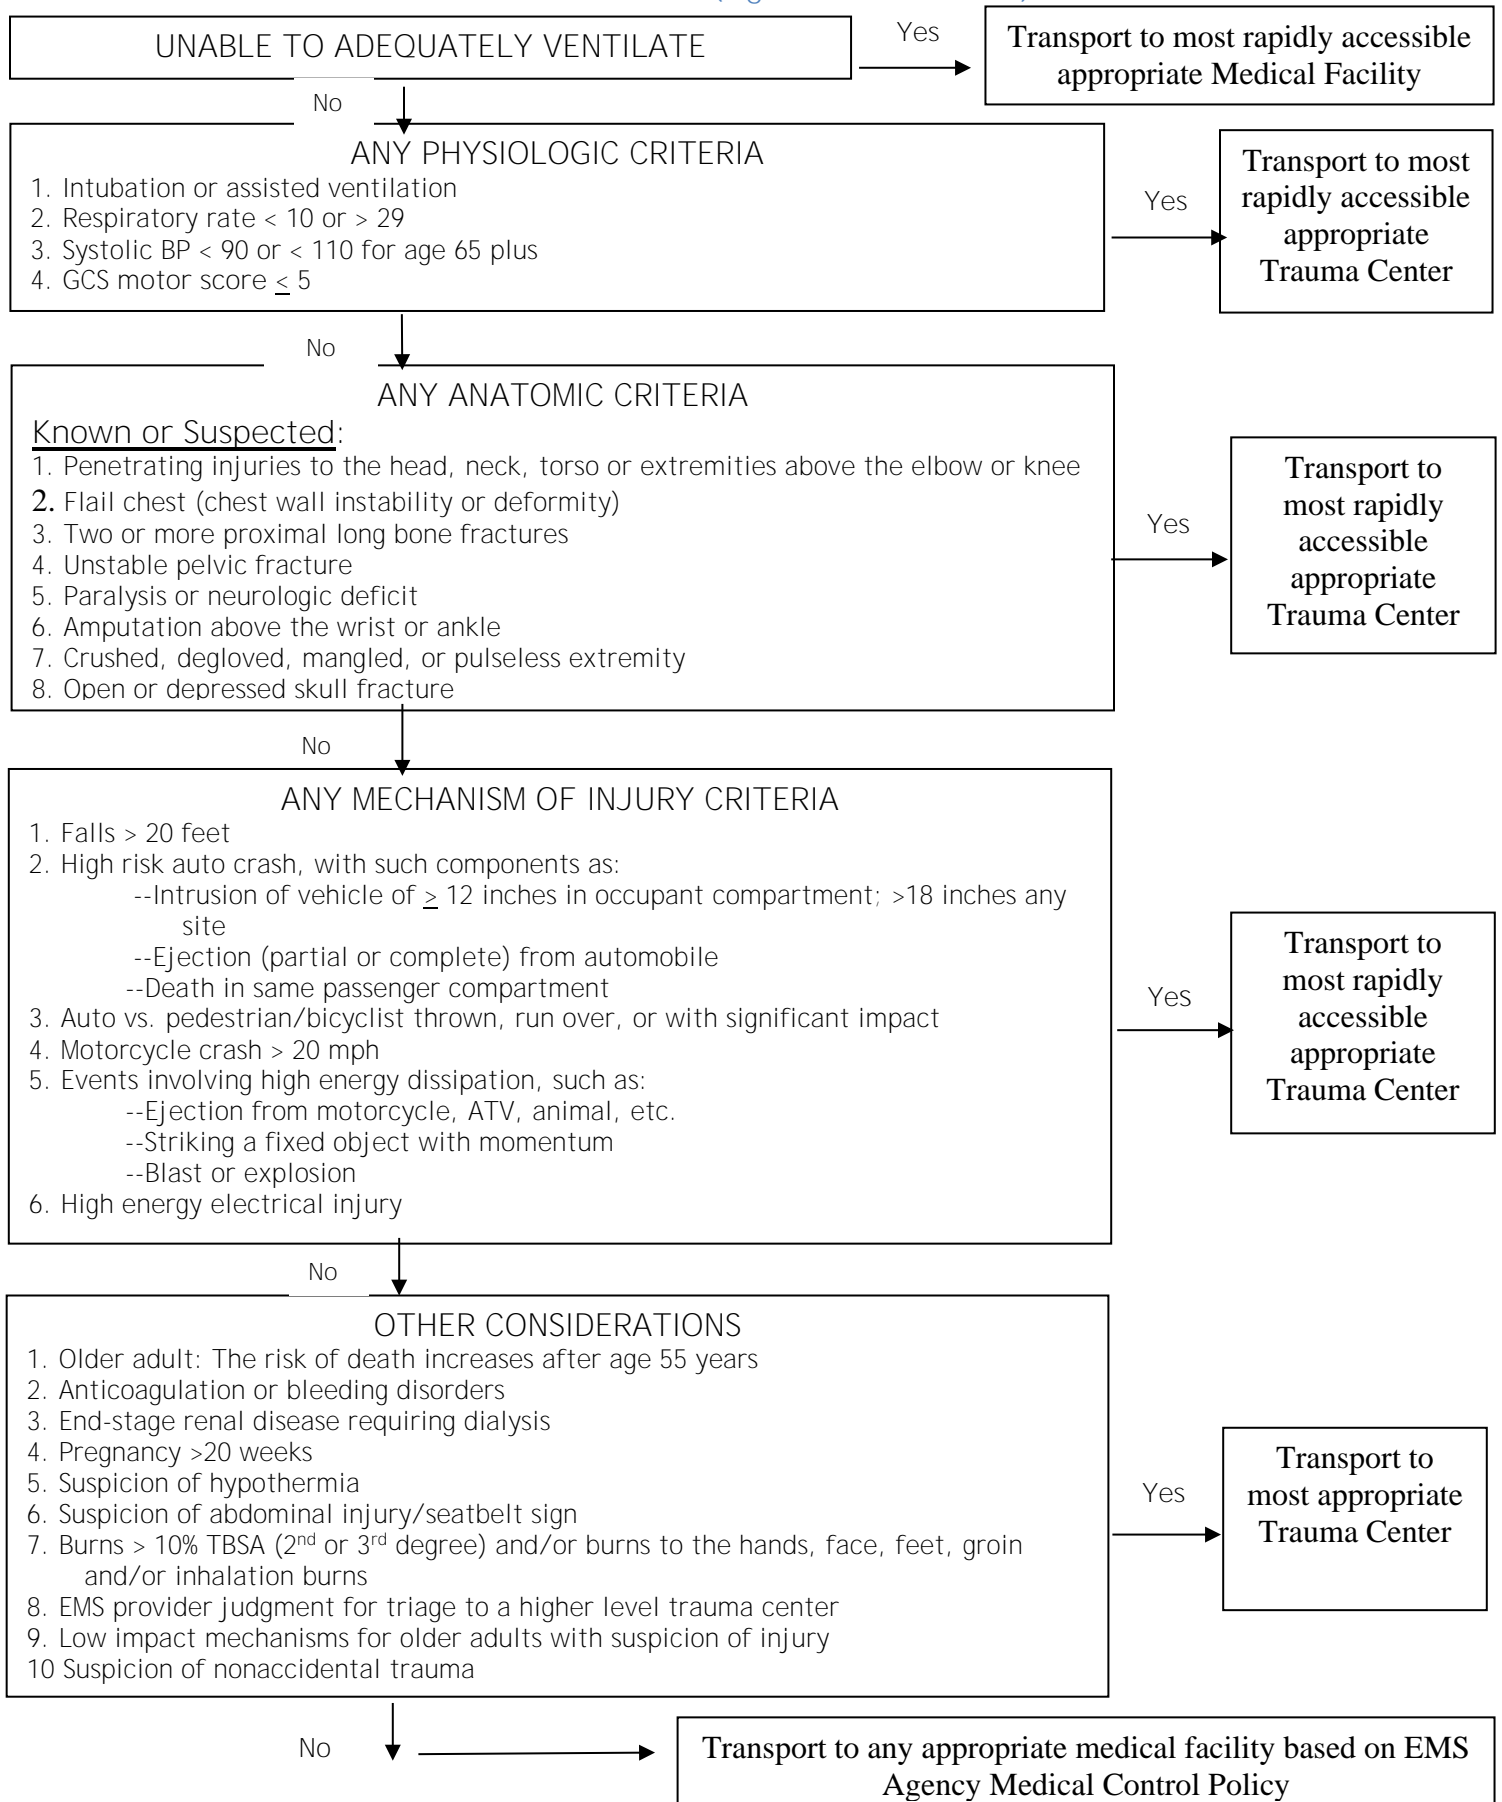 UNABLE TO ADEQUATELY VENTILATE
Yes
Transport to most rapidly accessible
appropriate Medical Facility
No
ANY PHYSIOLOGIC CRITERIA
1. Intubation or assisted ventilation
2. Respiratory rate < 10 or > 29
3. Systolic BP < 90 or < 110 for age 65 plus
4. GCS motor score ≤ 5
Yes
Transport to most
rapidly accessible
appropriate
Trauma Center
No
ANY ANATOMIC CRITERIA
Known or Suspected:
1. Penetrating injuries to the head, neck, torso or extremities above the elbow or knee
2. Flail chest (chest wall instability or deformity)
3. Two or more proximal long bone fractures
4. Unstable pelvic fracture
5. Paralysis or neurologic deficit
6. Amputation above the wrist or ankle
7. Crushed, degloved, mangled, or pulseless extremity
8. Open or depressed skull fracture
Yes
Transport to
most rapidly
accessible
appropriate
Trauma Center
No
ANY MECHANISM OF INJURY CRITERIA
1. Falls > 20 feet
2. High risk auto crash, with such components as:
--Intrusion of vehicle of ≥ 12 inches in occupant compartment; >18 inches any
site
--Ejection (partial or complete) from automobile
--Death in same passenger compartment
3. Auto vs. pedestrian/bicyclist thrown, run over, or with significant impact
4. Motorcycle crash > 20 mph
5. Events involving high energy dissipation, such as:
--Ejection from motorcycle, ATV, animal, etc.
--Striking a fixed object with momentum
--Blast or explosion
6. High energy electrical injury
Yes
Transport to
most rapidly
accessible
appropriate
Trauma Center
No
OTHER CONSIDERATIONS
1. Older adult: The risk of death increases after age 55 years
2. Anticoagulation or bleeding disorders
3. End-stage renal disease requiring dialysis
4. Pregnancy >20 weeks
5. Suspicion of hypothermia
6. Suspicion of abdominal injury/seatbelt sign
7. Burns > 10% TBSA (2nd or 3rd degree) and/or burns to the hands, face, feet, groin
and/or inhalation burns
8. EMS provider judgment for triage to a higher level trauma center
9. Low impact mechanisms for older adults with suspicion of injury
10 Suspicion of nonaccidental trauma
Yes
Transport to
most appropriate
Trauma Center
No
Transport to any appropriate medical facility based on EMS
Agency Medical Control Policy